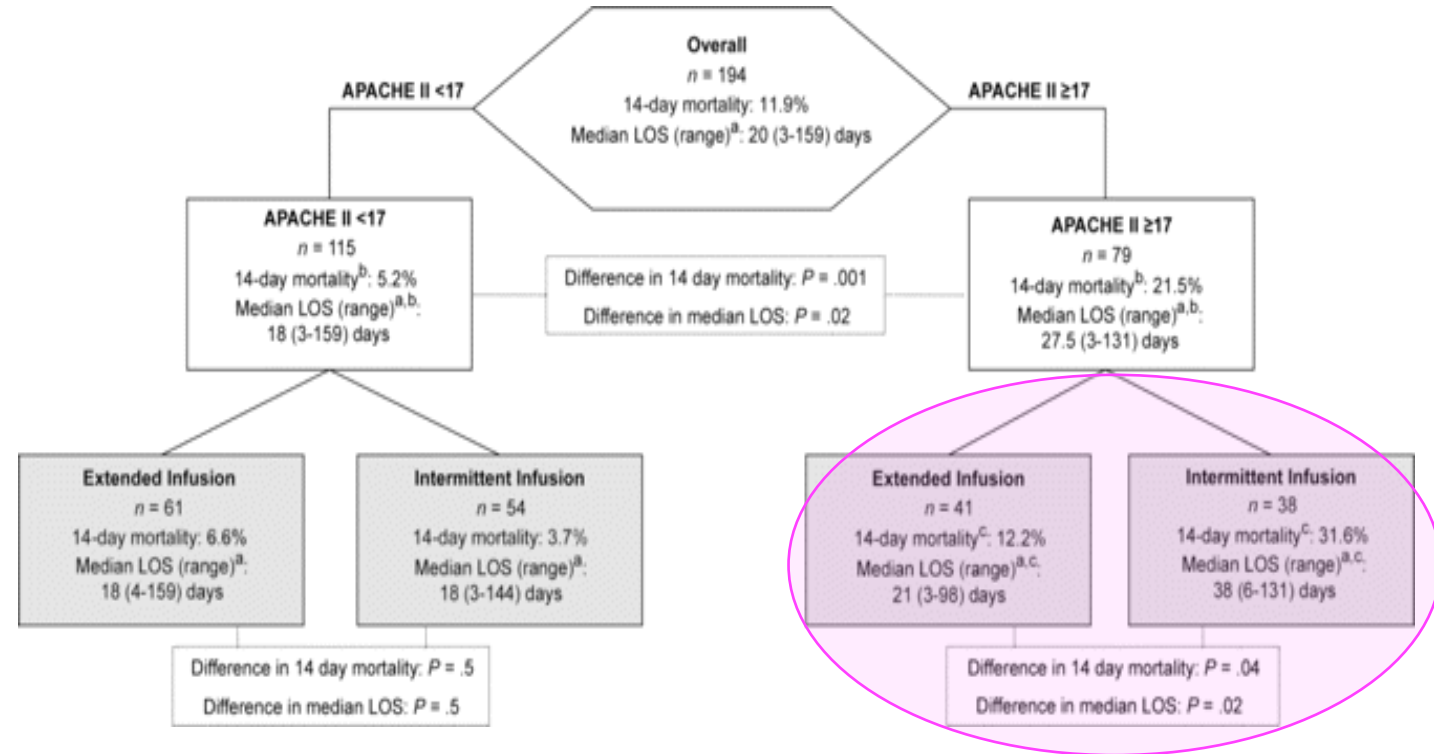 Overall
n = 194
14-day mortality: 11.9%
Median LOS (range)a: 20 (3-159) days
APACHE II <17
APACHE II ≥17
APACHE II <17
n = 115
14-day mortalityb: 5.2%
Median LOS (range)a,b:
18 (3-159) days
Difference in 14 day mortality: P = .001
Difference in median LOS: P = .02
APACHE II ≥17
n = 79
14-day mortalityb: 21.5%
Median LOS (range)a,b:
27.5 (3-131) days
Extended Infusion
n = 61
14-day mortality: 6.6%
Median LOS (range)a:
18 (4-159) days
Intermittent Infusion
n = 54
14-day mortality: 3.7%
Median LOS (range)a:
18 (3-144) days
Difference in 14 day mortality: P = .5
Difference in median LOS: P = .5
Extended Infusion
n = 41
14-day mortalityc: 12.2%
Median LOS (range)a,c:
21 (3-98) days
Intermittent Infusion
n = 38
14-day mortalityc: 31.6%
Median LOS (range)a,c:
38 (6-131) days
Difference in 14 day mortality: P = .04
Difference in median LOS: P = .02